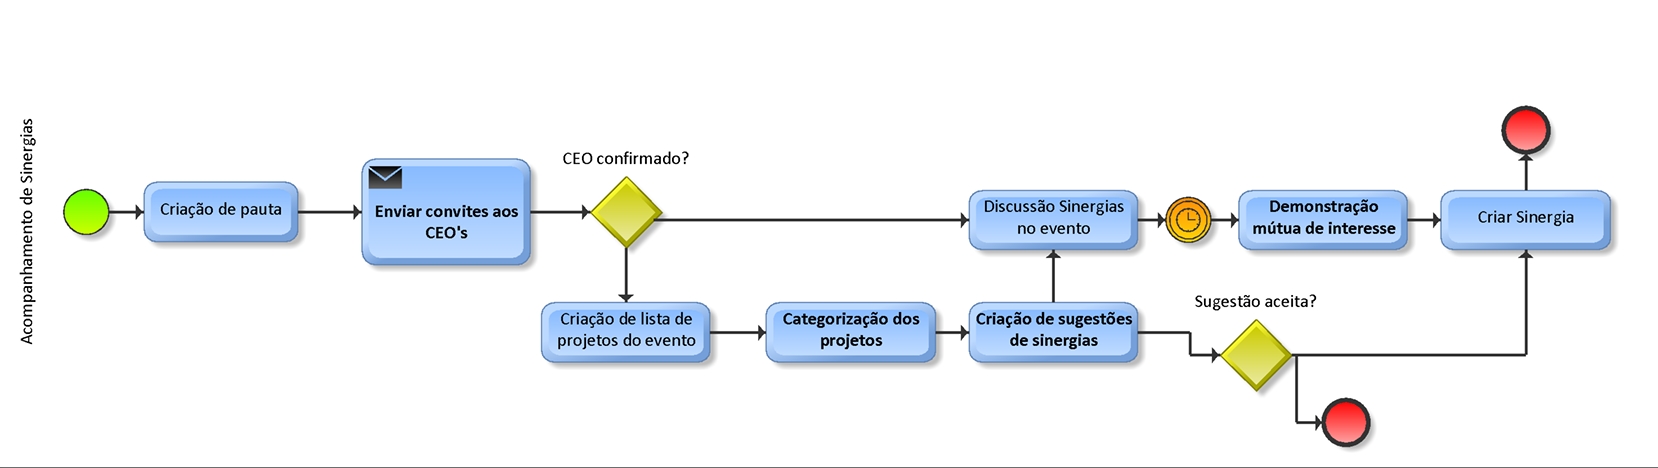 Acompanhamento de Sinergias
Criação de pauta
Enviar convites aos
CEO's
CEO confirmado?
Discussão Sinergias
no evento
Demonstração
mútua de interesse
Criar Sinergia
Criação de lista de
projetos do evento
Categorização dos
projetos
Criação de sugestões
de sinergias
Sugestão aceita?